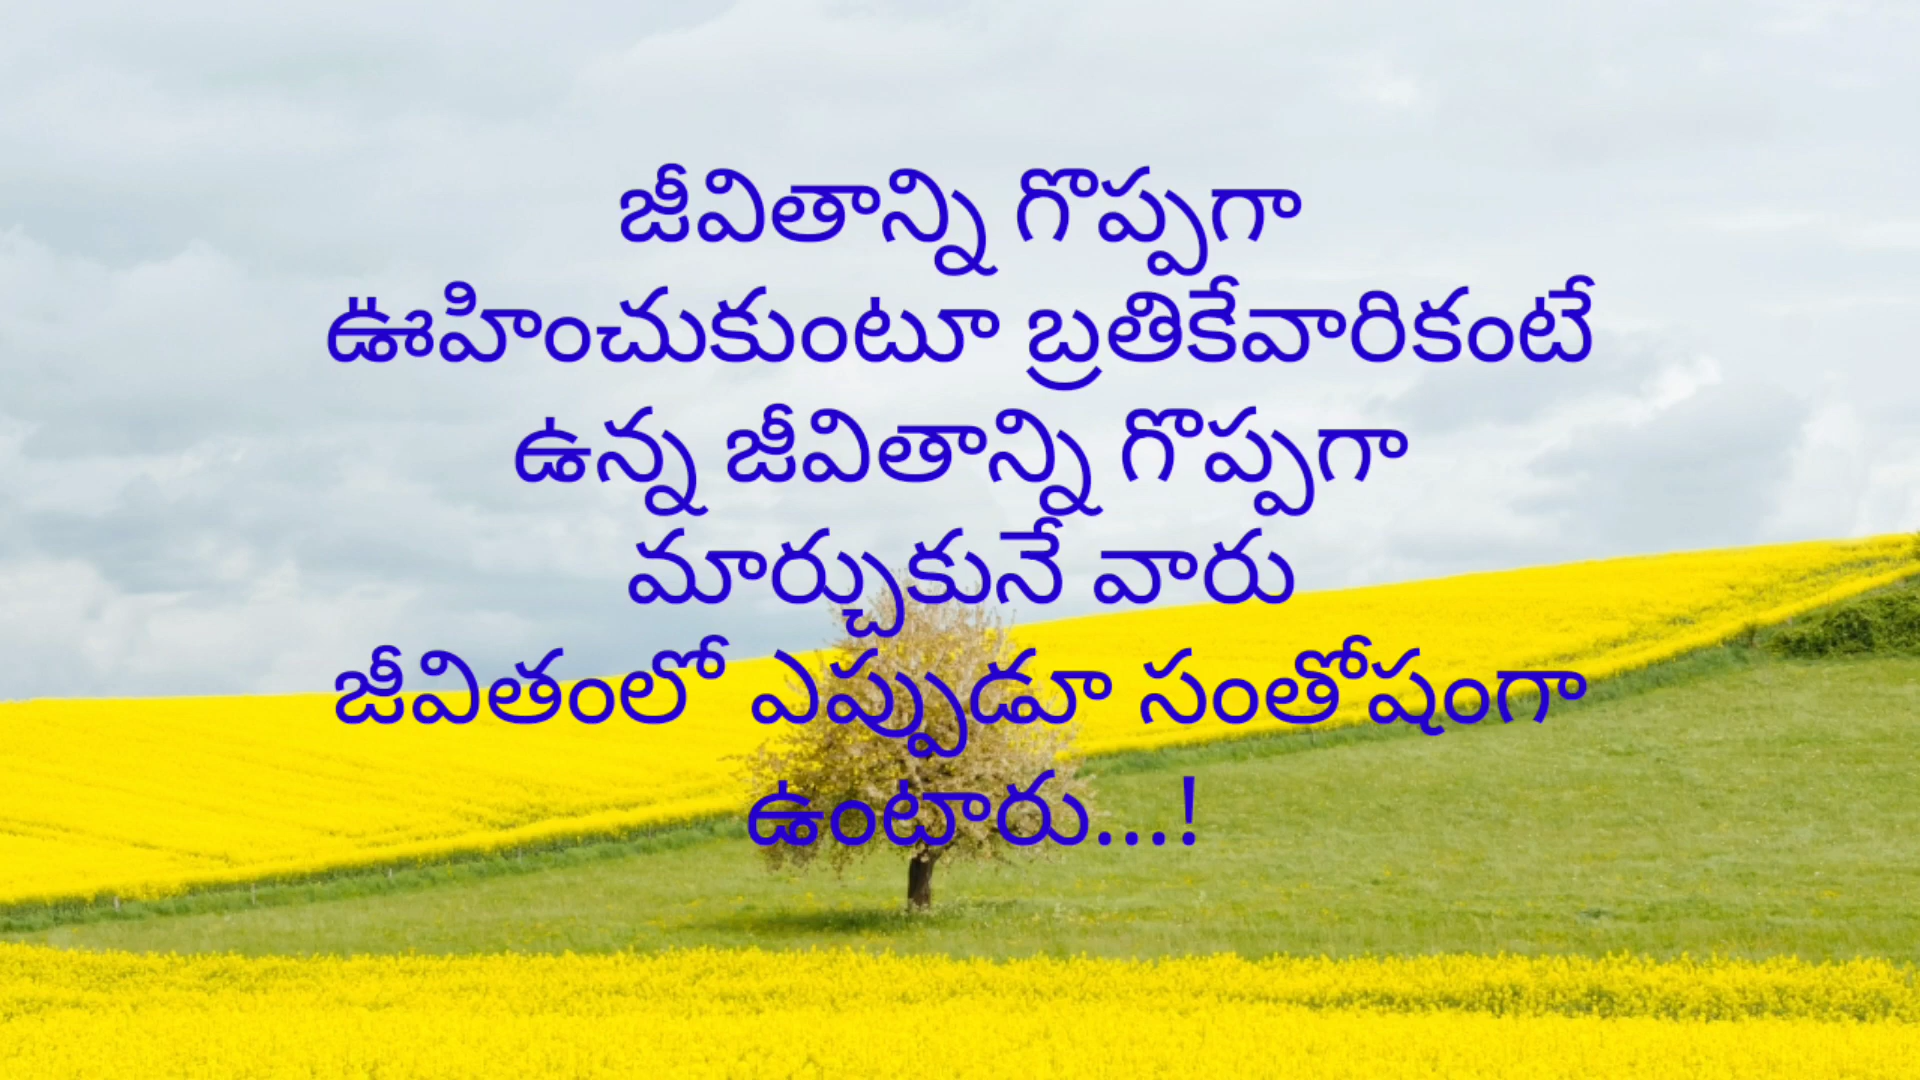 జీవితాన్ని గొప్పగా
ఊహించుకుంటూ బ్రతికేవారికంటే
ఉన్న జీవితాన్ని గొప్పగా
మార్చుకునే వారు
జీవితంలో ఎప్పుడూ సంతోషంగా
ఉంటారు...!